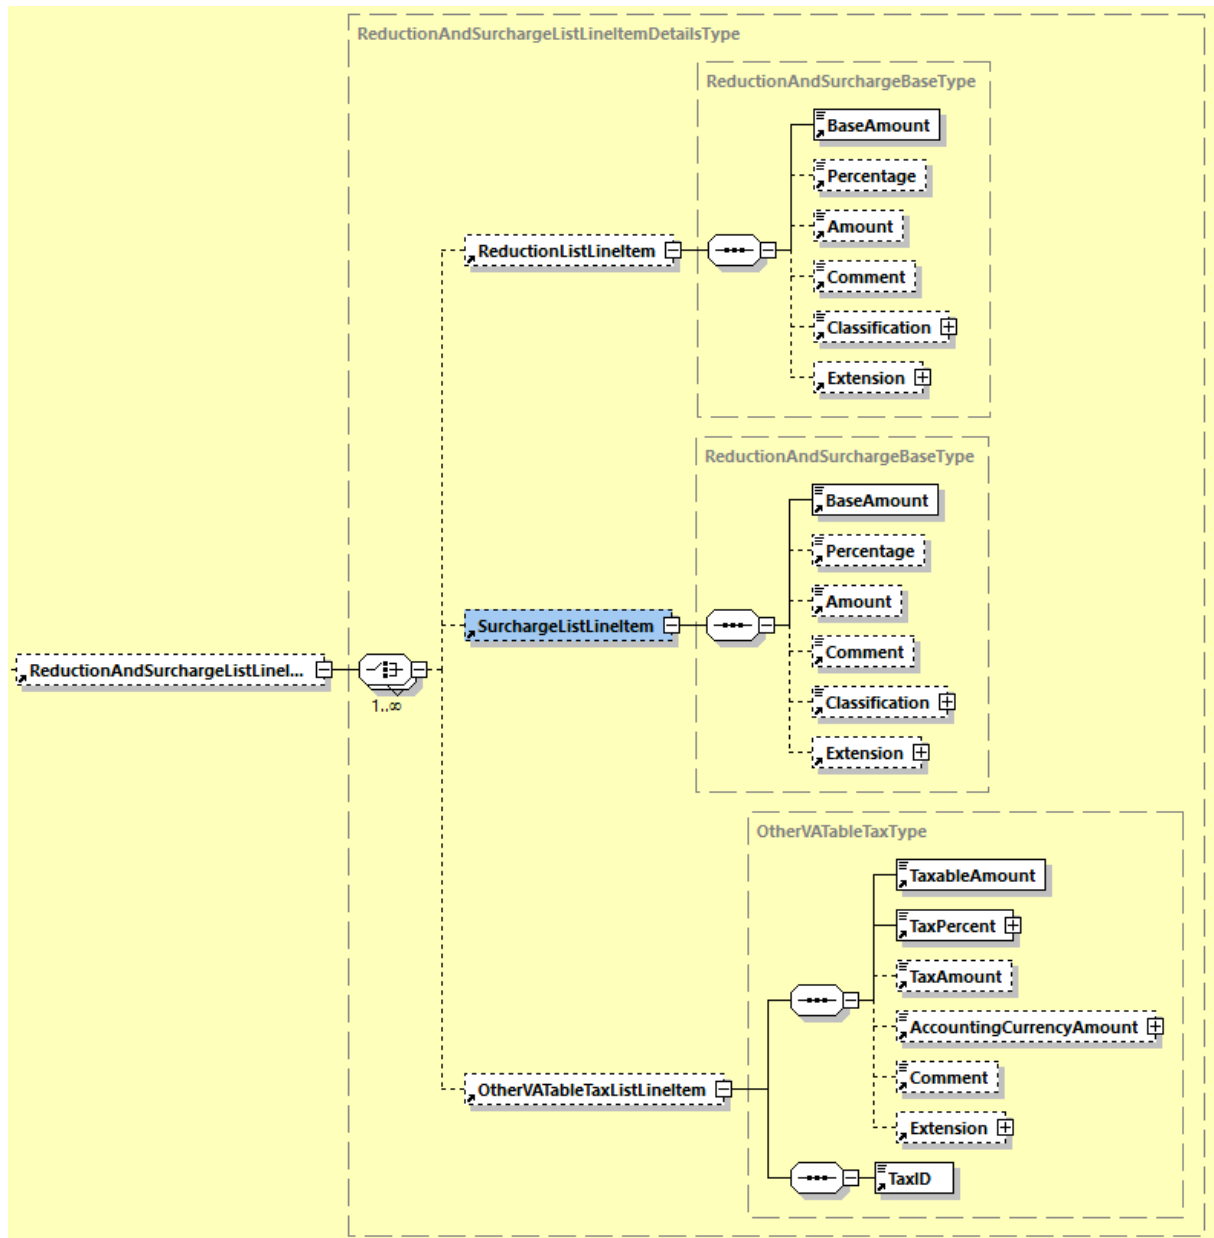 ReductionAndSurchargeListLineItemDetailsType
ReductionAndSurchargeBaseType
BaseAmount
Percentage
Amount
ReductionListLineItem
Comment
Classification
Extension
ReductionAndSurchargeBaseType
BaseAmount
Percentage
Amount
SurchargeListLineItem
Comment
ReductionAndSurchargeListLineI...
1..∞
Classification
Extension
OtherVATableTaxType
TaxableAmount
TaxPercent
TaxAmount
AccountingCurrencyAmount
Comment
OtherVATableTaxListLineItem
Extension
TaxID